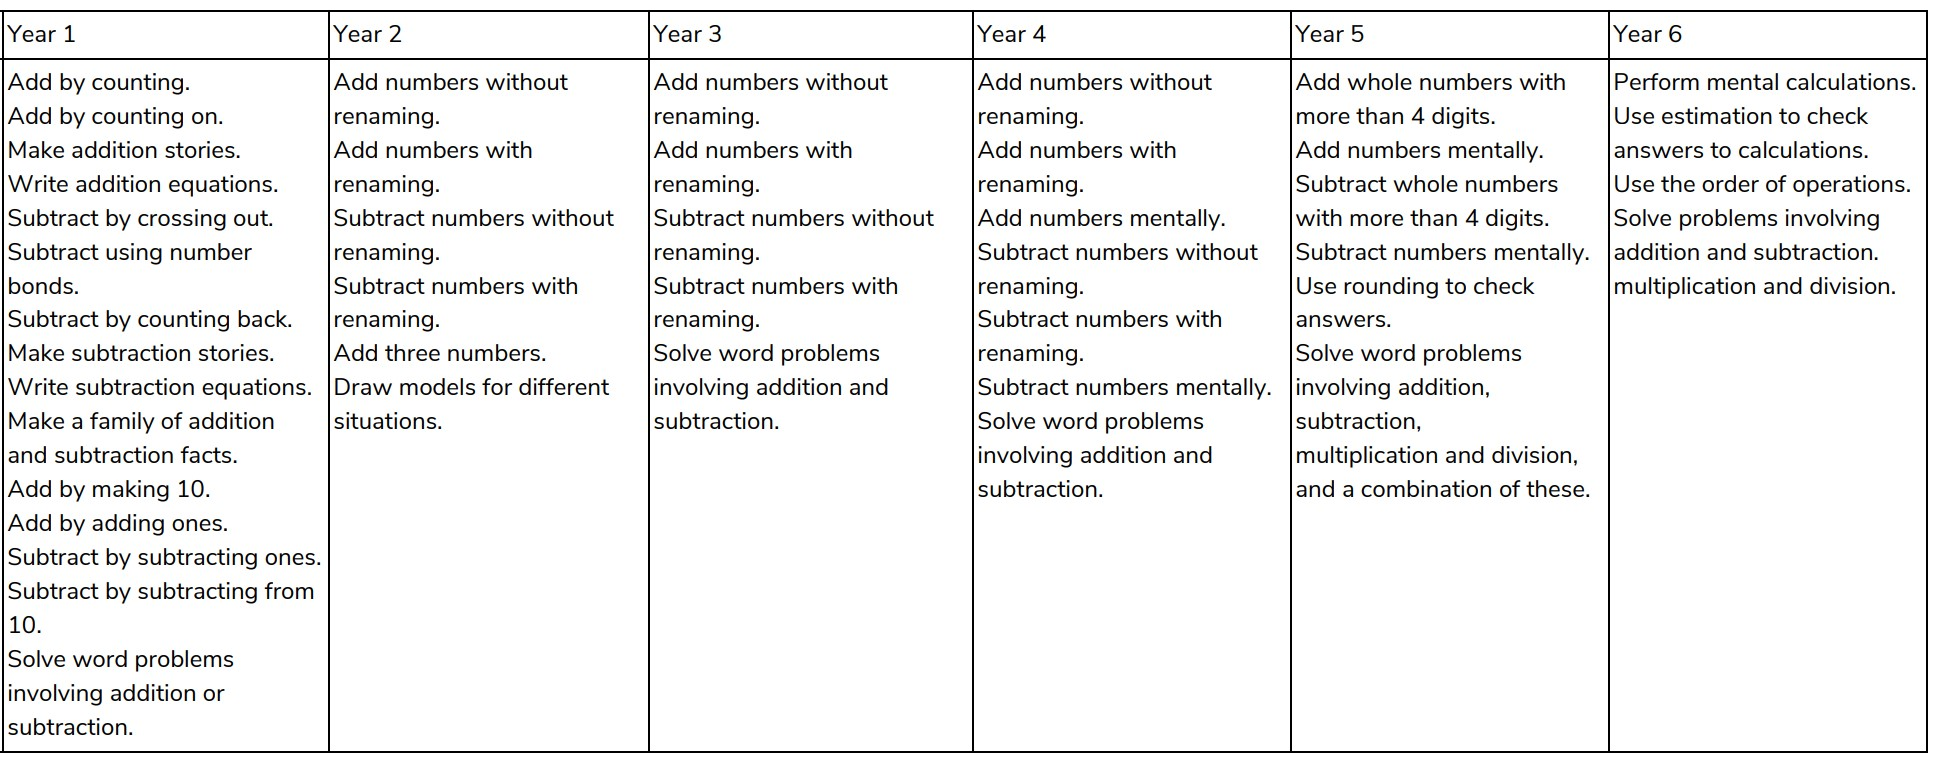 Year 1
Add by counting.
Add by counting on.
Make addition stories.
Write addition equations.
Subtract by crossing out.
Subtract using number
bonds.
Subtract by counting back.
Make subtraction stories.
Write subtraction equations.
Make a family of addition
and subtraction facts.
Add by making 10.
Add by adding ones.
Subtract by subtracting ones.
Subtract by subtracting from
10.
Solve word problems
involving addition or
subtraction.
Year 2
Add numbers without
renaming.
Add numbers with
renaming.
Subtract numbers without
renaming.
Subtract numbers with
renaming.
Add three numbers.
Draw models for different
situations.
Year 3
Add numbers without
renaming.
Add numbers with
renaming.
Subtract numbers without
renaming.
Subtract numbers with
renaming.
Solve word problems
involving addition and
subtraction.
Year 4
Add numbers without
renaming.
Add numbers with
renaming.
Add numbers mentally.
Subtract numbers without
renaming.
Subtract numbers with
renaming.
Subtract numbers mentally.
Solve word problems
involving addition and
subtraction.
Year 5
Add whole numbers with
more than 4 digits.
Add numbers mentally.
Subtract whole numbers
with more than 4 digits.
Subtract numbers mentally.
Use rounding to check
answers.
Solve word problems
involving addition,
subtraction,
multiplication and division,
and a combination of these.
Year 6
Perform mental calculations.
Use estimation to check
answers to calculations.
Use the order of operations.
Solve problems involving
addition and subtraction.
multiplication and division.